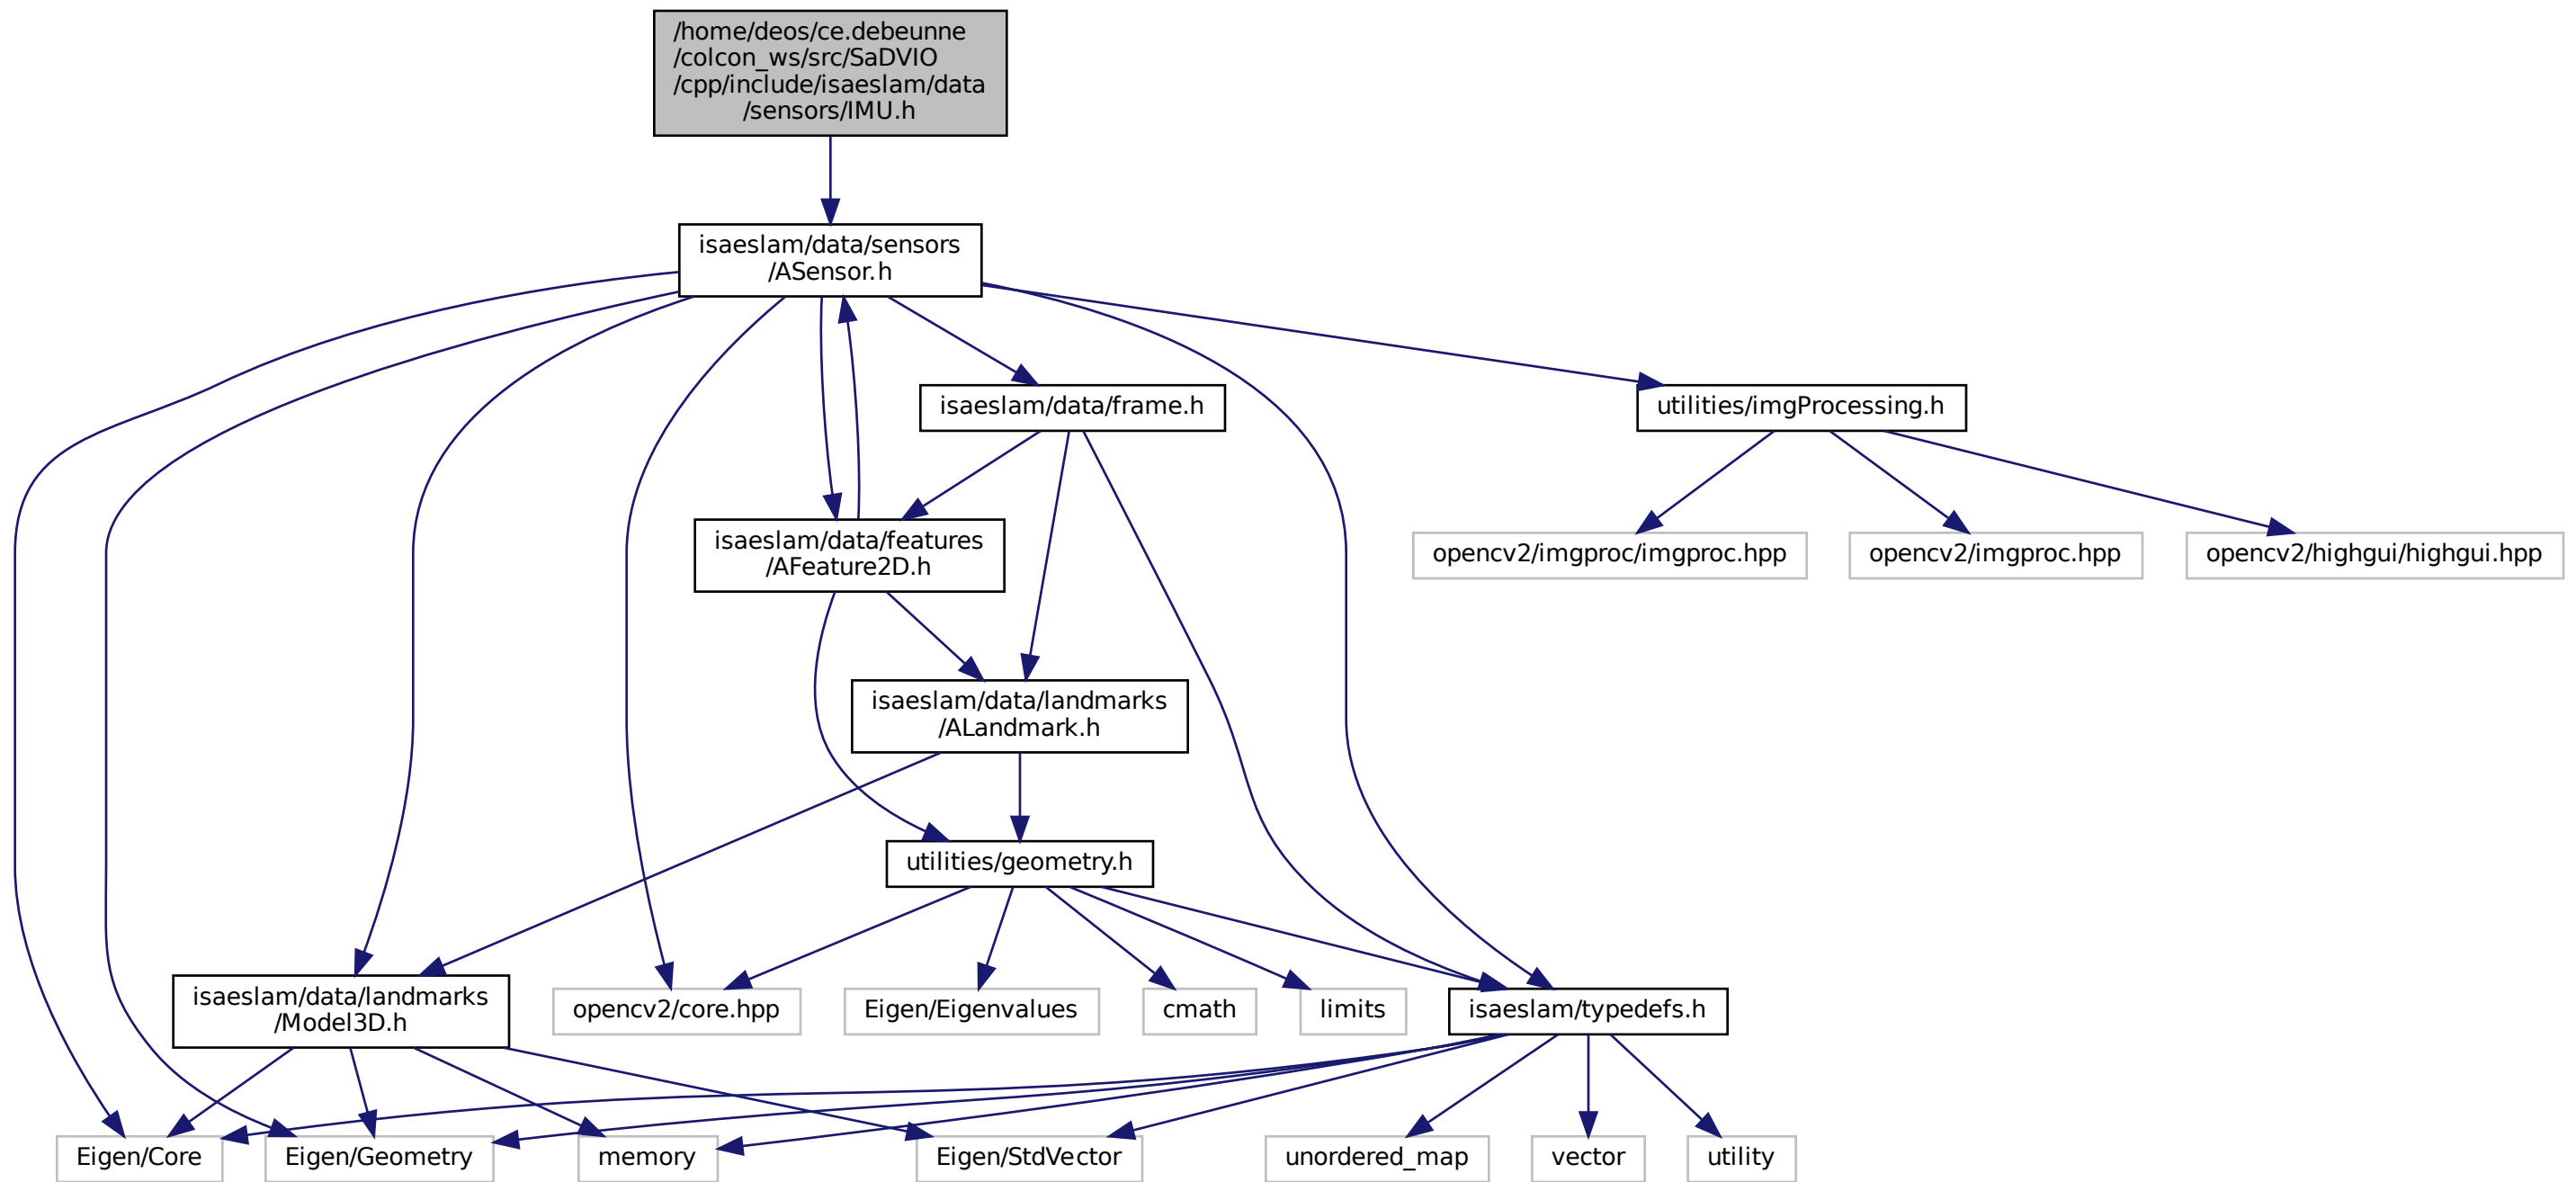 /home/deos/ce.debeunne
/colcon_ws/src/SaDVIO
/cpp/include/isaeslam/data
/sensors/IMU.h
isaeslam/data/sensors
/ASensor.h
isaeslam/data/frame.h
utilities/imgProcessing.h
isaeslam/data/features
/AFeature2D.h
opencv2/imgproc/imgproc.hpp
opencv2/imgproc.hpp
opencv2/highgui/highgui.hpp
isaeslam/data/landmarks
/ALandmark.h
utilities/geometry.h
isaeslam/data/landmarks
/Model3D.h
opencv2/core.hpp
Eigen/Eigenvalues
cmath
limits
isaeslam/typedefs.h
Eigen/Core
Eigen/Geometry
memory
Eigen/StdVector
unordered_map
vector
utility